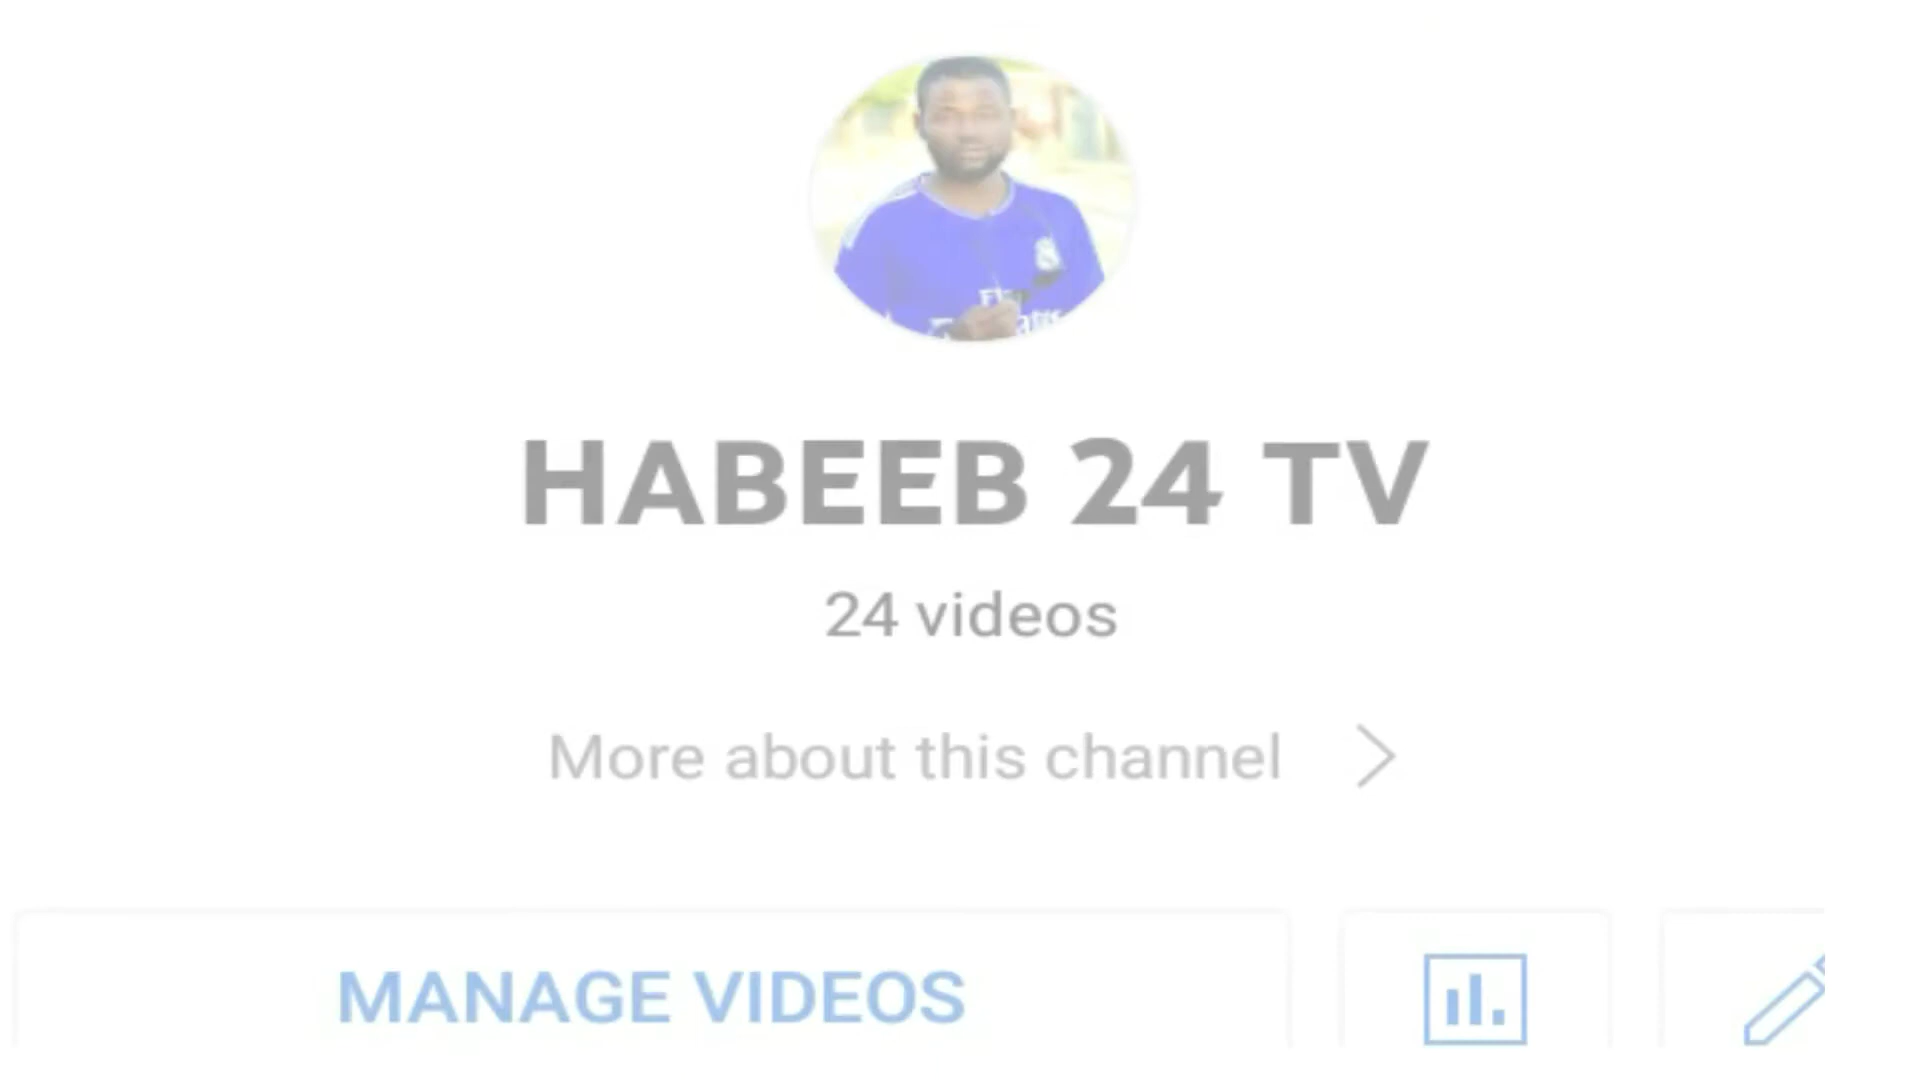 HABEEB 24 TV
24 videos
More about this channel
MANAGE VIDEOS